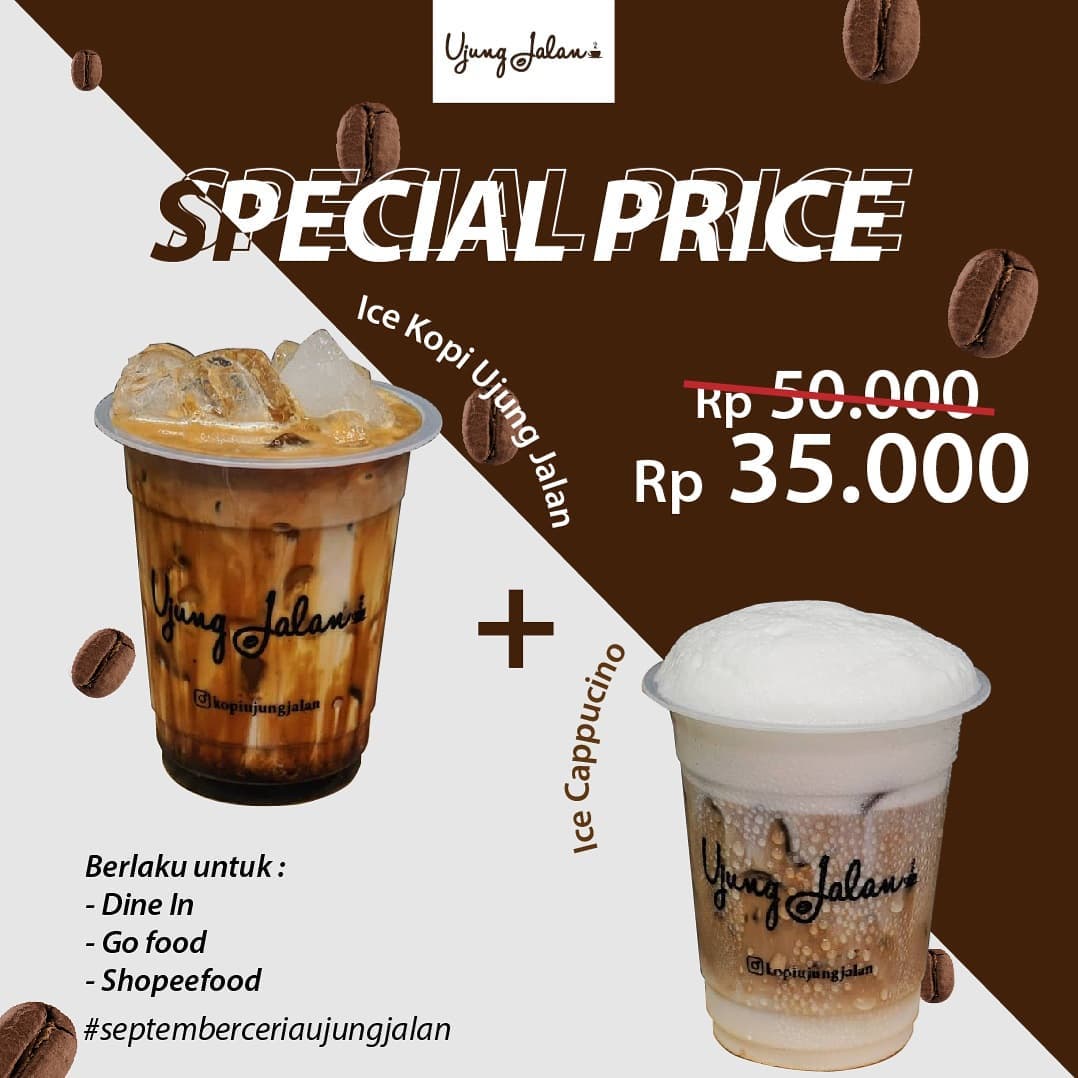 Ujung Jalan
SPECIAL PRICE
Ice Kopi Ujung Jalan
Rp 50.000
Rp 35.000
Ujung Jalan
kopiujungjalan
+
Ice Cappucino
Ujung Jalan
kopiujungjalan
Berlaku untuk :
- Dine In
- Go food
- Shopeefood
#septemberceriaujungjalan